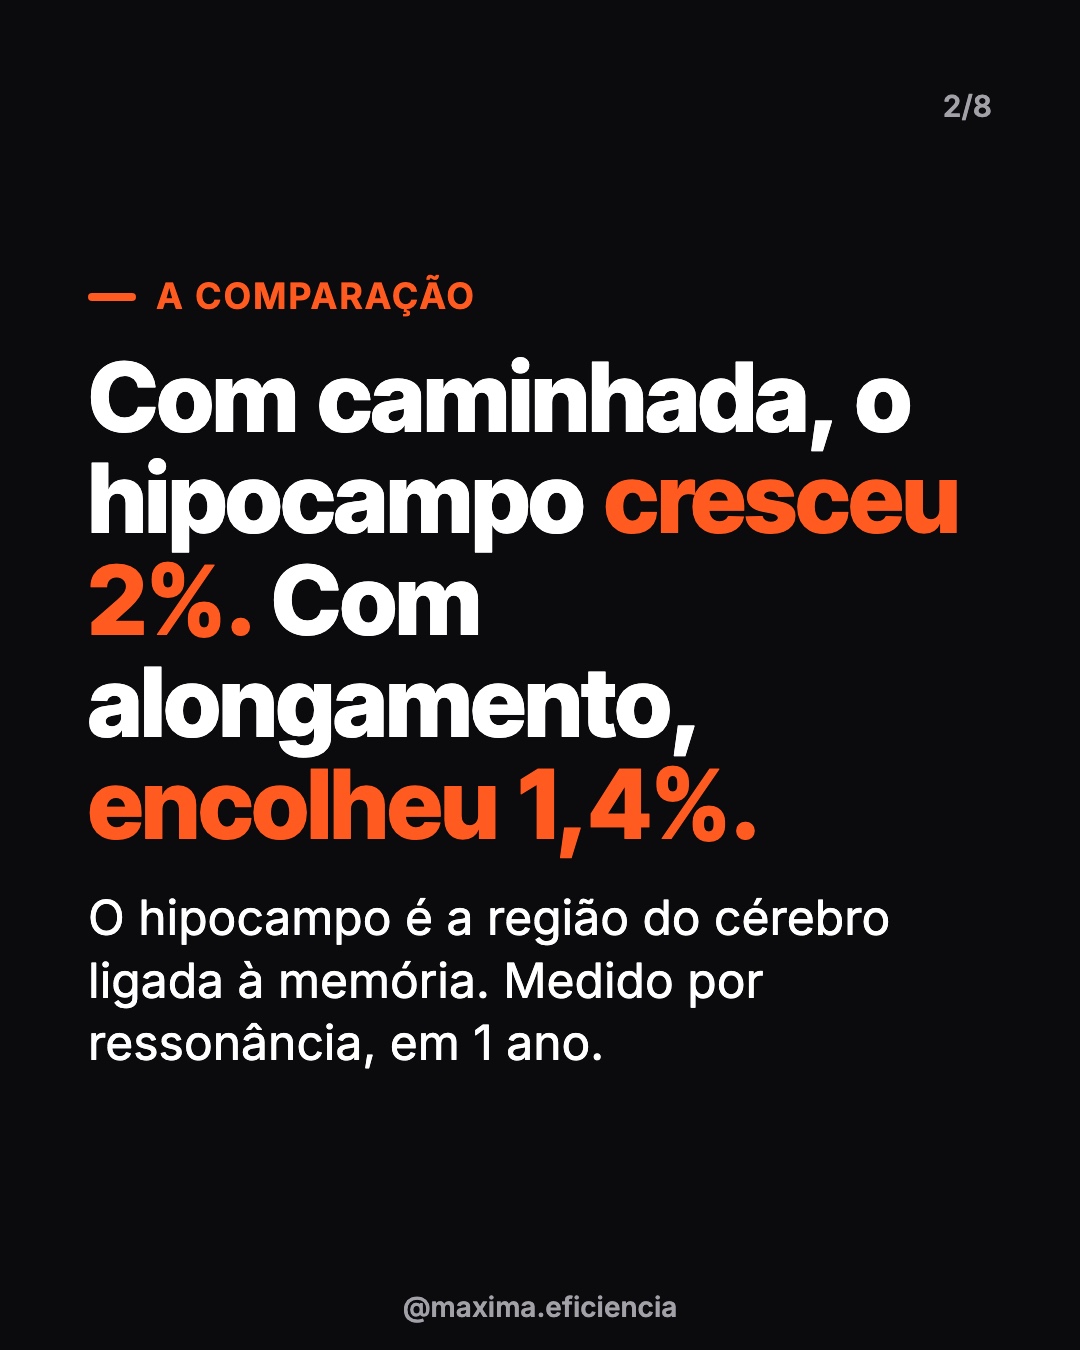 2/8
A COMPARAÇÃO
Com caminhada, o
hipocampo cresceu
2%. Com
alongamento,
encolheu 1,4%.
O hipocampo é a região do cérebro
ligada à memória. Medido por
ressonância, em 1 ano.
@maxima.eficiencia